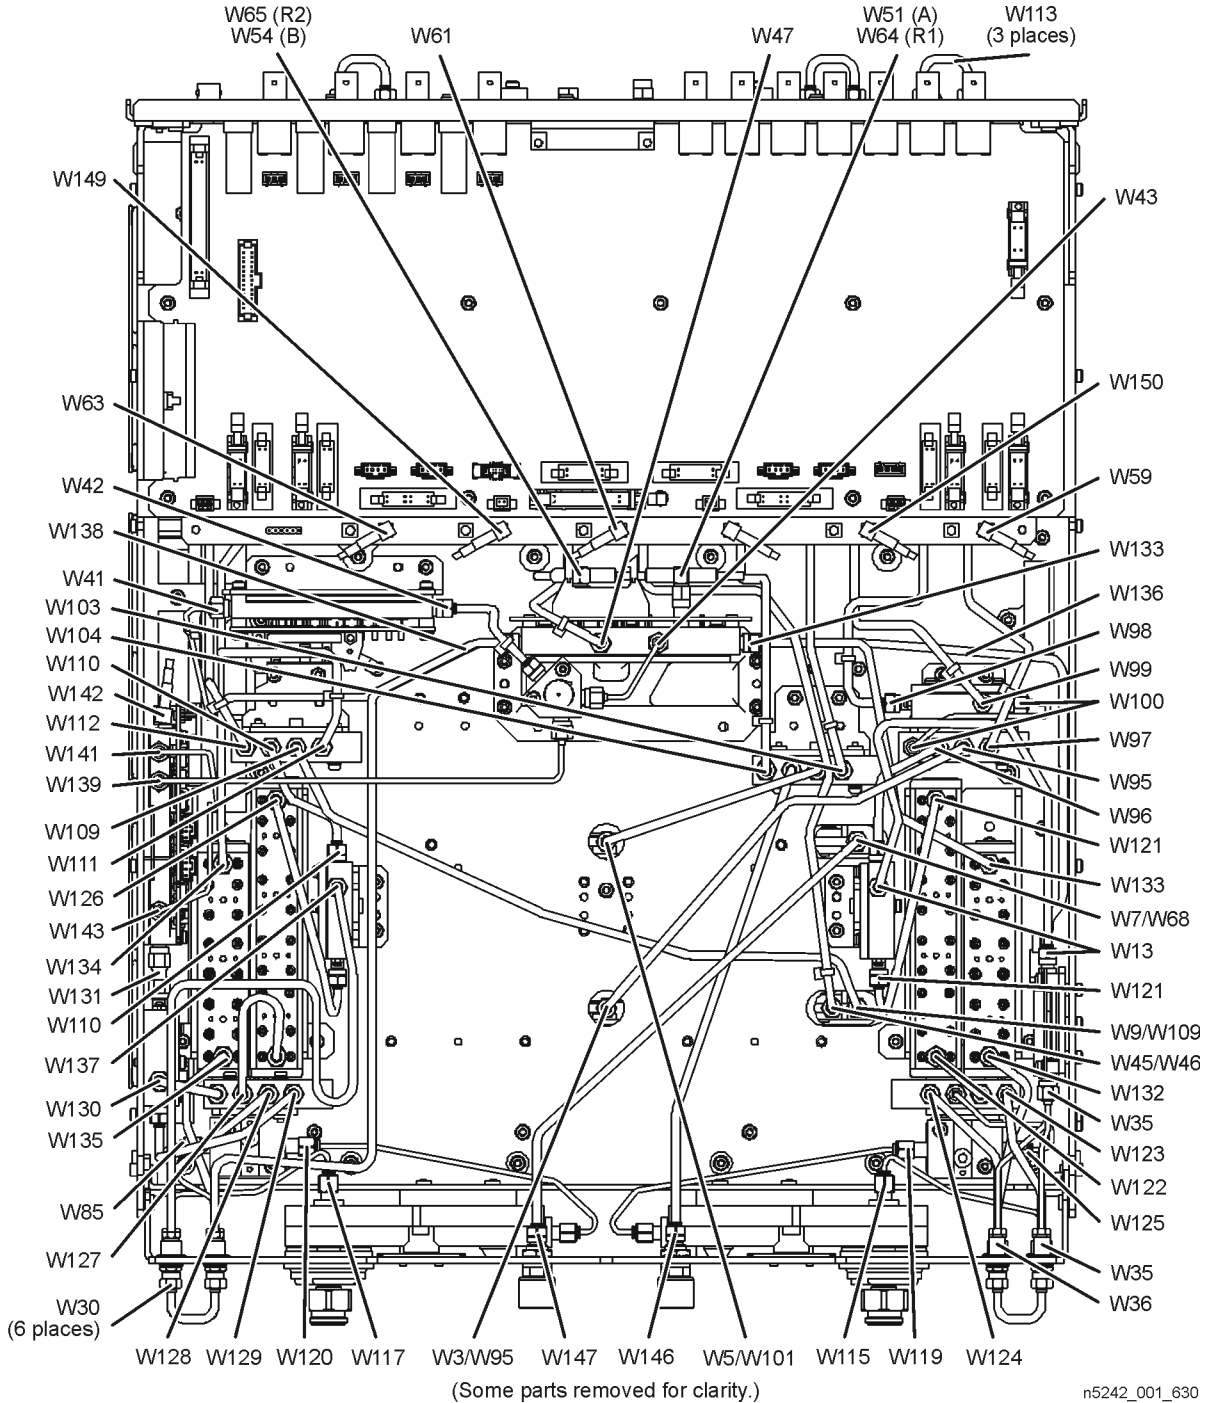 W65 (R2)
W54 (B)
W61
W47
W51 (A)
W64 (R1)
W113
(3 places)
W149
W43
W63
W150
W42
W59
W138
W133
W41
W136
W103
W98
W104
W99
W110
W100
W142
W97
W112
W95
W141
W96
W139
W121
W109
W133
W111
W7/W68
W126
W13
W143
W121
W134
W9/W109
W131
W45/W46
W110
W132
W137
W35
W130
W123
W135
W122
W85
W125
W127
W35
W30
(6 places)
W36
W128
W129
W120
W117
W3/W95
W147
W146
W5/W101
W115
W119
W124
(Some parts removed for clarity.)
n5242_001_630